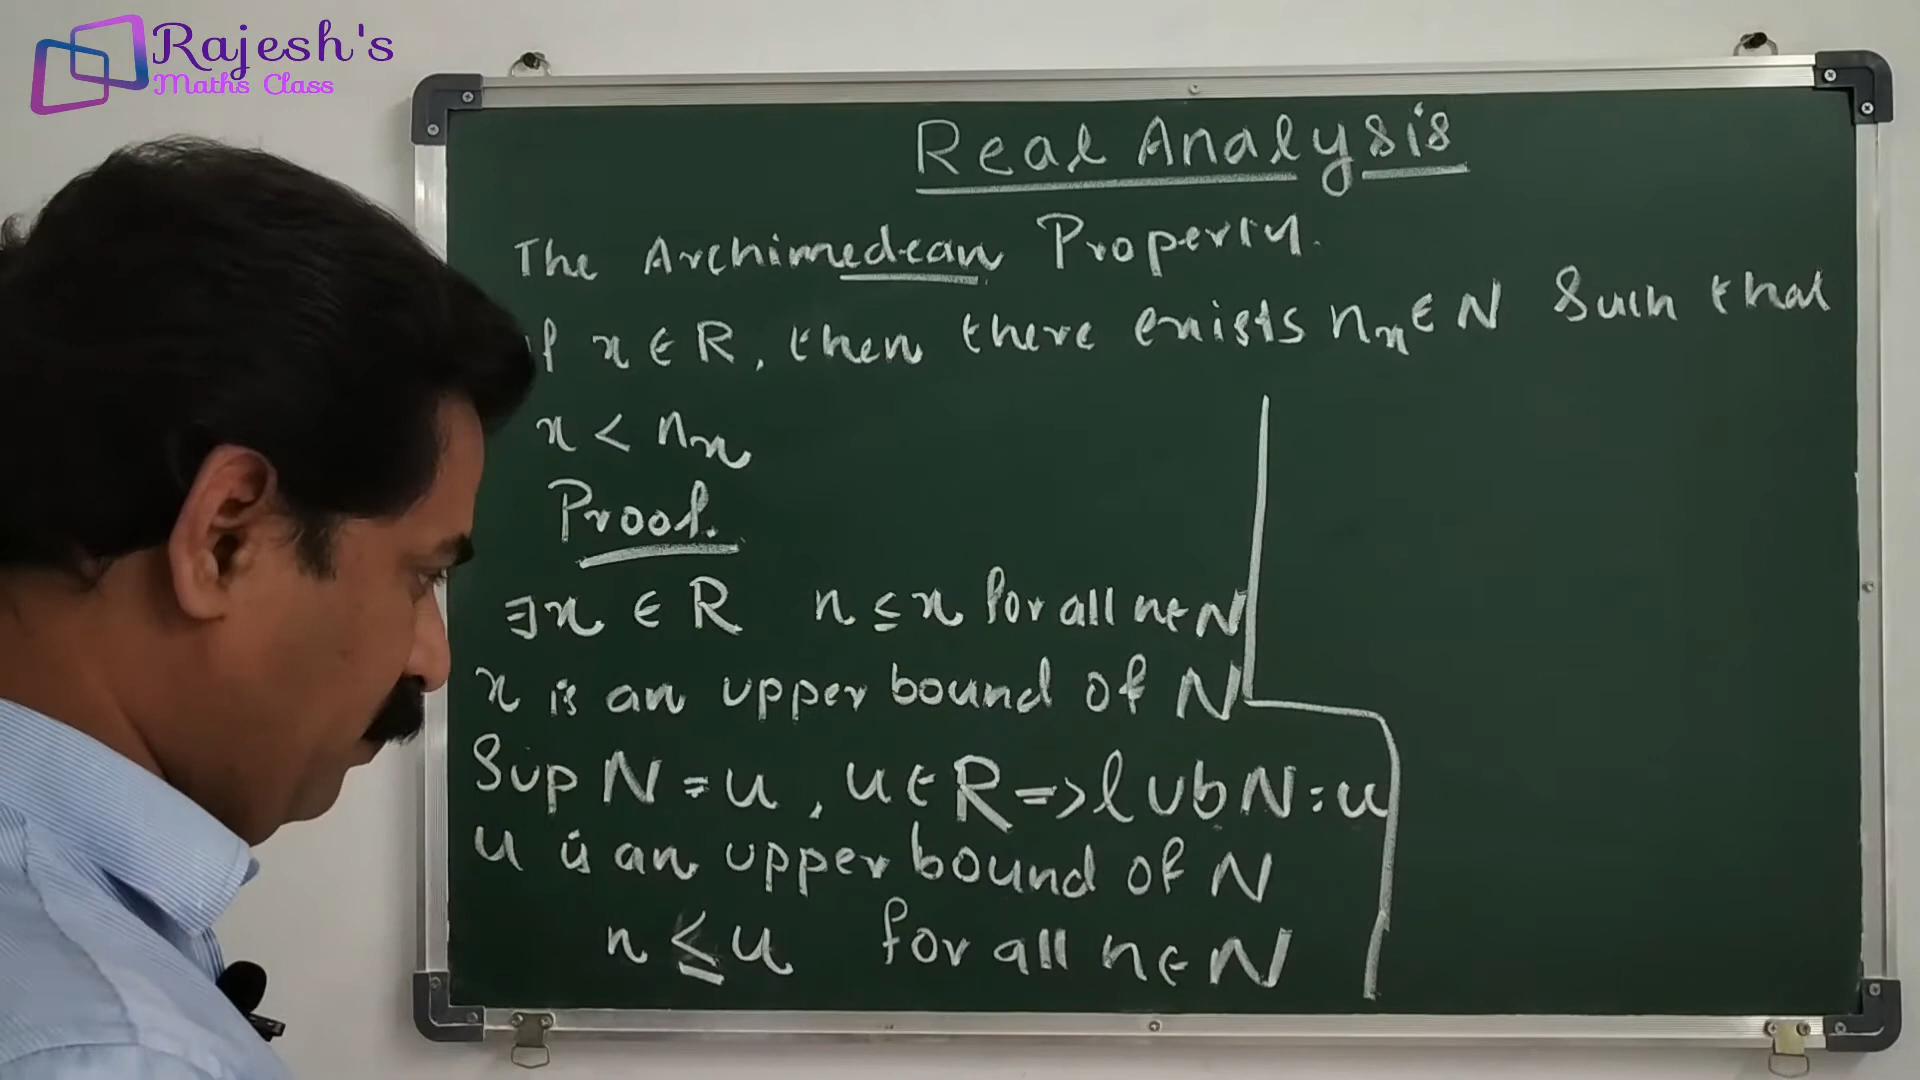 Rajesh's
Maths Class
Real Analysis
The Archimedean Property.
If x ∈ R, then there exists nₓ ∈ N Such that
x < nₓ
Proof.
∃ x ∈ R n ≤ x for all n ∈ N
x is an upper bound of N
Sup N = u, u ∈ R => lub N = u
u is an upper bound of N
n ≤ u for all n ∈ N